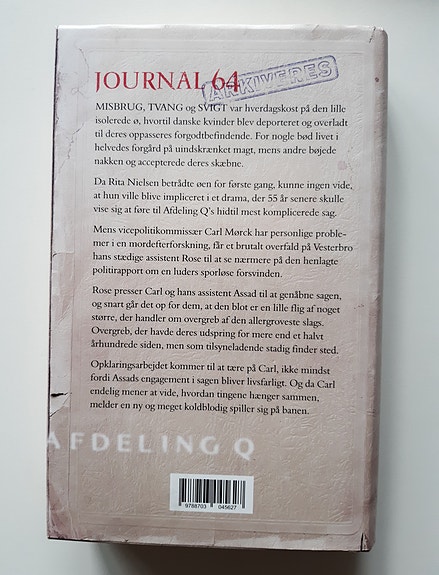 JOURNAL 64
ARKIVERES
MISBRUG, TVANG og SVIGT var hverdagskost på den lille
isolerede ø, hvortil danske kvinder blev deporteret og overladt
til deres oppasseres forgodtbefindende. For nogle bød livet i
helvedes forgård på uindskrænket magt, mens andre bøjede
nakken og accepterede deres skæbne.
Da Rita Nielsen betrådte øen for første gang, kunne ingen vide,
at hun ville blive impliceret i et drama, der 55 år senere skulle
vise sig at føre til Afdeling Q's hidtil mest komplicerede sag.
Mens vicepolitikommissær Carl Mørck har personlige proble-
mer i en mordefterforskning, får et brutalt overfald på Vesterbro
hans stædige assistent Rose til at se nærmere på den henlagte
politirapport om en luders sporløse forsvinden.
Rose presser Carl og hans assistent Assad til at genåbne sagen,
og snart går det op for dem, at den blot er en lille flig af noget
større, der handler om overgreb af den allergroveste slags.
Overgreb, der havde deres udspring for mere end et halvt
århundrede siden, men som tilsyneladende stadig finder sted.
Opklaringsarbejdet kommer til at tære på Carl, ikke mindst
fordi Assads engagement i sagen bliver livsfarligt. Og da Carl
endelig mener at vide, hvordan tingene hænger sammen,
melder en ny og meget koldblodig spiller sig på banen.
AFDELING Q
9788703 045627